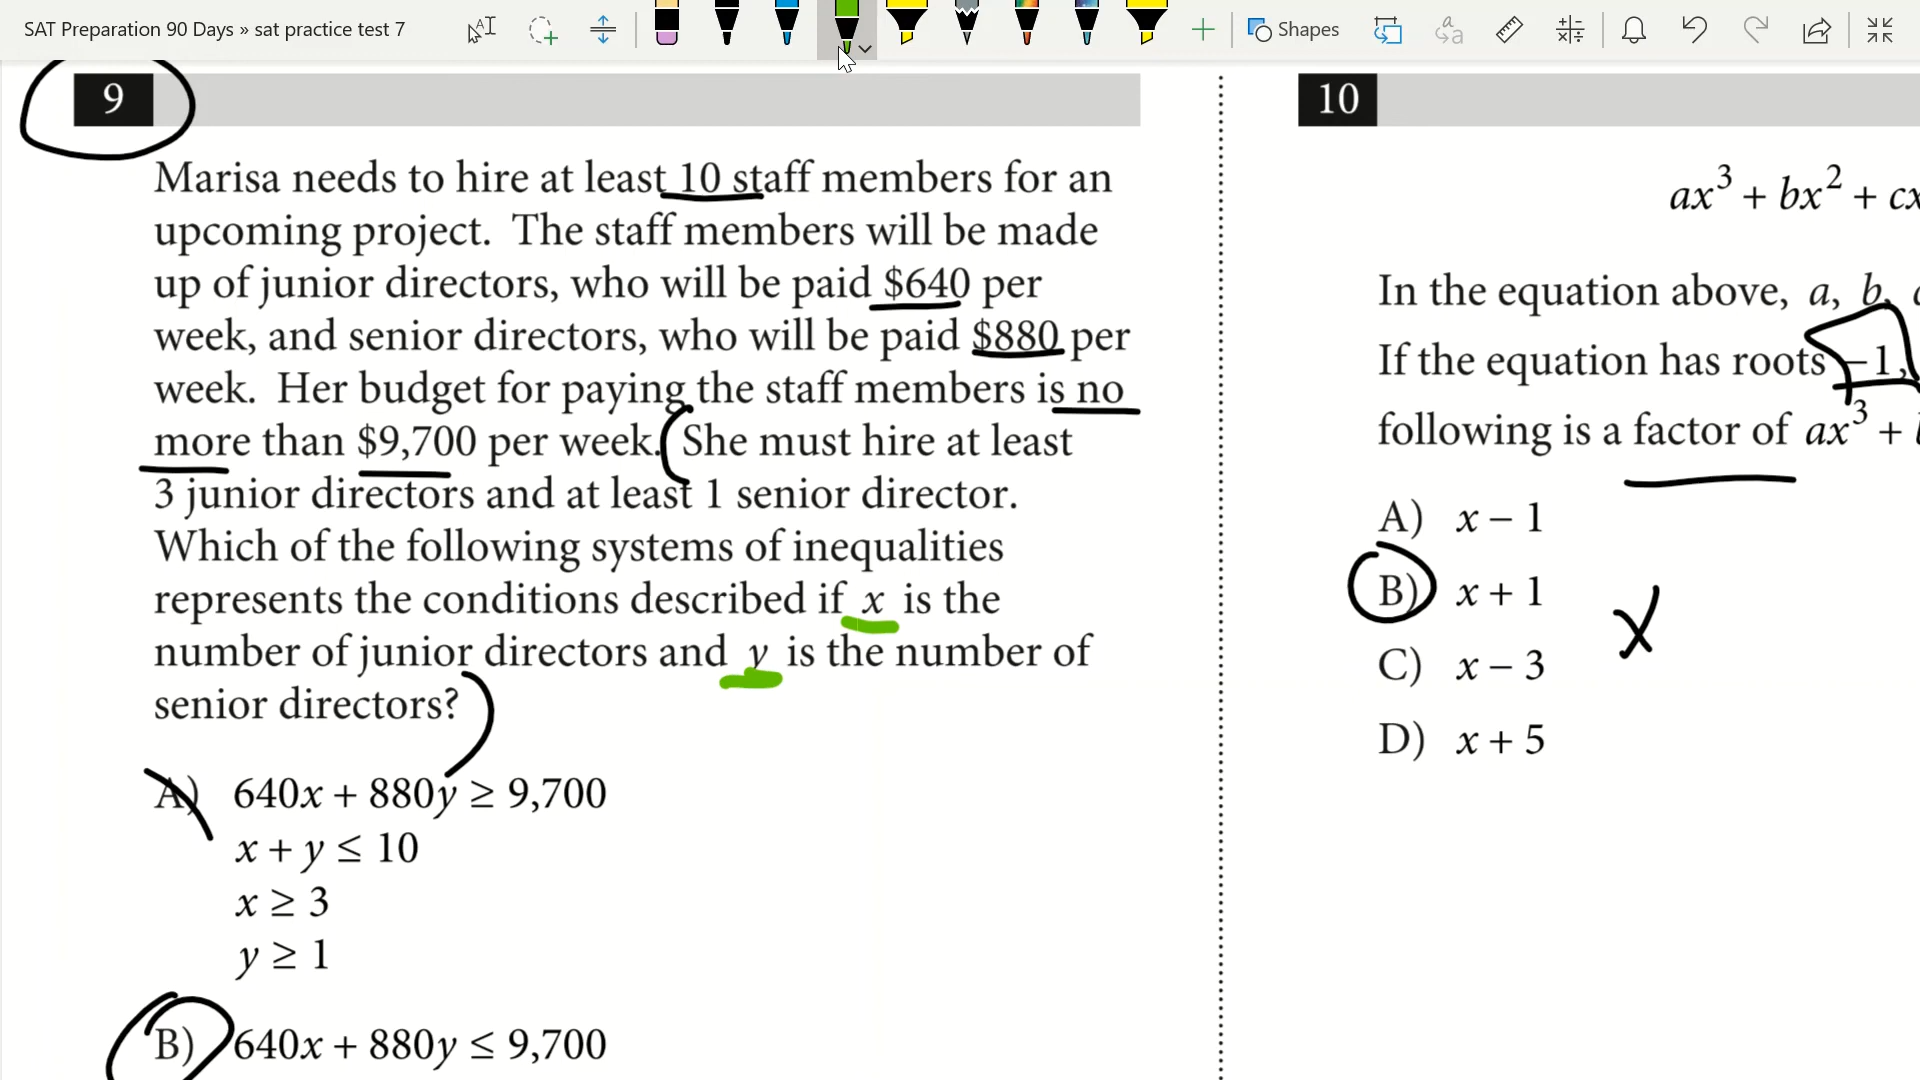 SAT Preparation 90 Days » sat practice test 7
Shapes
9
Marisa needs to hire at least 10 staff members for an
upcoming project. The staff members will be made
up of junior directors, who will be paid $640 per
week, and senior directors, who will be paid $880 per
week. Her budget for paying the staff members is no
more than $9,700 per week. She must hire at least
3 junior directors and at least 1 senior director.
Which of the following systems of inequalities
represents the conditions described if x is the
number of junior directors and y is the number of
senior directors?
A) 640x + 880y ≥ 9,700
x + y ≤ 10
x ≥ 3
y ≥ 1
B) 640x + 880y ≤ 9,700
10
ax³ + bx² + cx
In the equation above, a, b,
If the equation has roots −1,
following is a factor of ax³ +
A) x − 1
B) x + 1
C) x − 3
D) x + 5